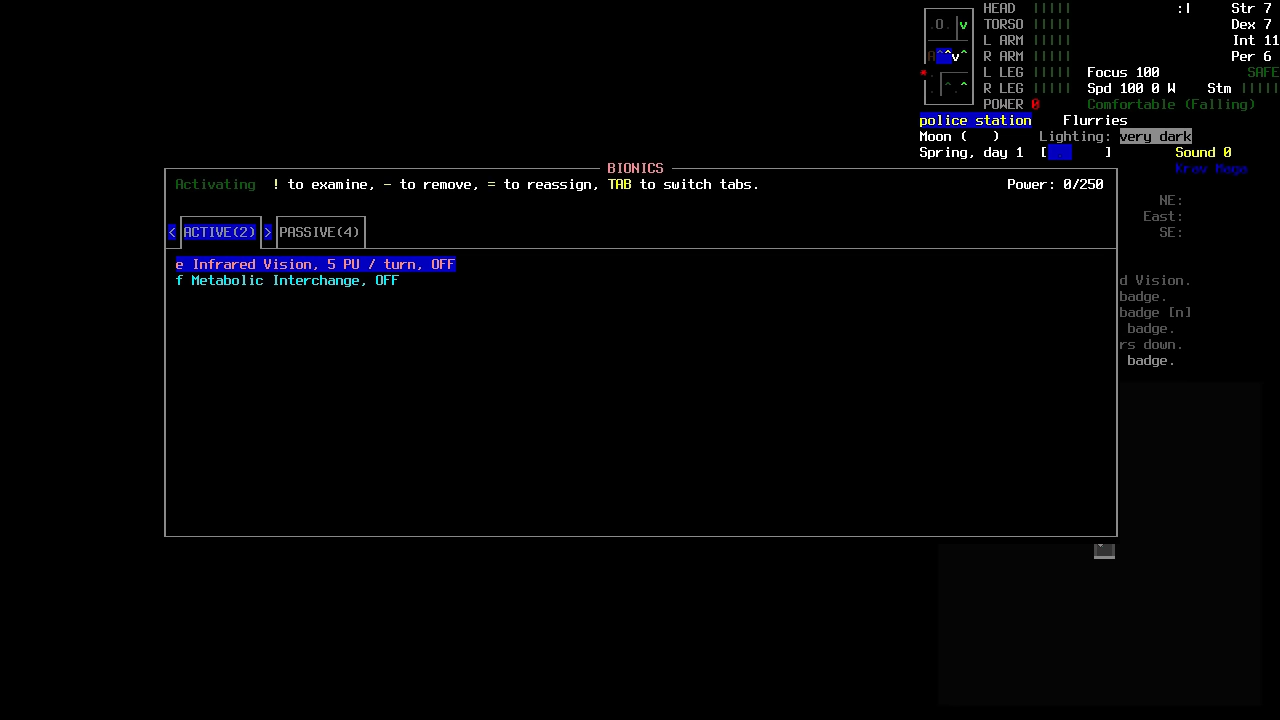 HEAD ||||| :| Str 7
.O. v TORSO ||||| Dex 7
L ARM ||||| Int 11
^^v^ R ARM ||||| Per 6
L LEG ||||| Focus 100 SAFE
^.^ R LEG ||||| Spd 100 0 W Stm |||||
POWER 0 Comfortable (Falling)
police station Flurries
Moon ( ) Lighting: very dark
Spring, day 1 [ ] Sound 0
BIONICS Krav Maga
Activating ! to examine, - to remove, = to reassign, TAB to switch tabs. Power: 0/250
NE:
East:
< ACTIVE(2) > PASSIVE(4) SE:
e Infrared Vision, 5 PU / turn, OFF
f Metabolic Interchange, OFF d Vision.
badge.
badge [n]
badge.
rs down.
badge.